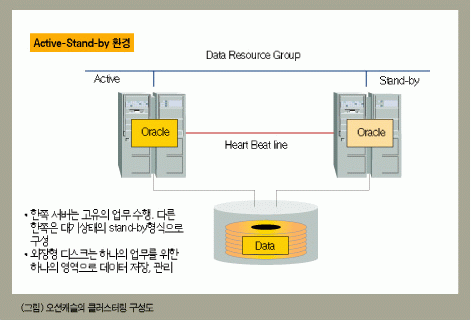 Active-Stand-by 환경
Data Resource Group
Active
Stand-by
Oracle
Oracle
Heart Beat line
Data
• 한쪽 서버는 고유의 업무 수행. 다른
한쪽은 대기상태의 stand-by형식으로
구성
• 외장형 디스크는 하나의 업무를 위한
하나의 영역으로 데이터 저장, 관리
(그림) 오션캐슬의 클러스터링 구성도